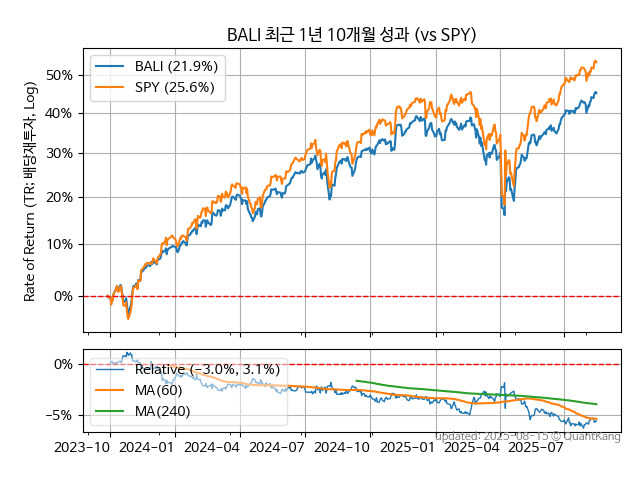 BALI 최근 1년 10개월 성과 (vs SPY)
Rate of Return (TR: 배당재투자, Log)
50%
40%
30%
20%
10%
0%
BALI (21.9%)
SPY (25.6%)
0%
−5%
Relative (−3.0%, 3.1%)
MA(60)
MA(240)
2023-10 2024-01 2024-04 2024-07 2024-10 2025-01 2025-04 2025-07
updated: 2025-08-15 © QuantKang